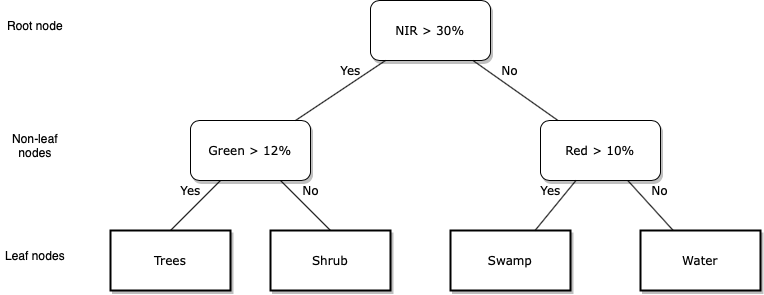 Root node
NIR > 30%
Yes
No
Non-leaf
nodes
Green > 12%
Red > 10%
Yes
No
Yes
No
Leaf nodes
Trees
Shrub
Swamp
Water